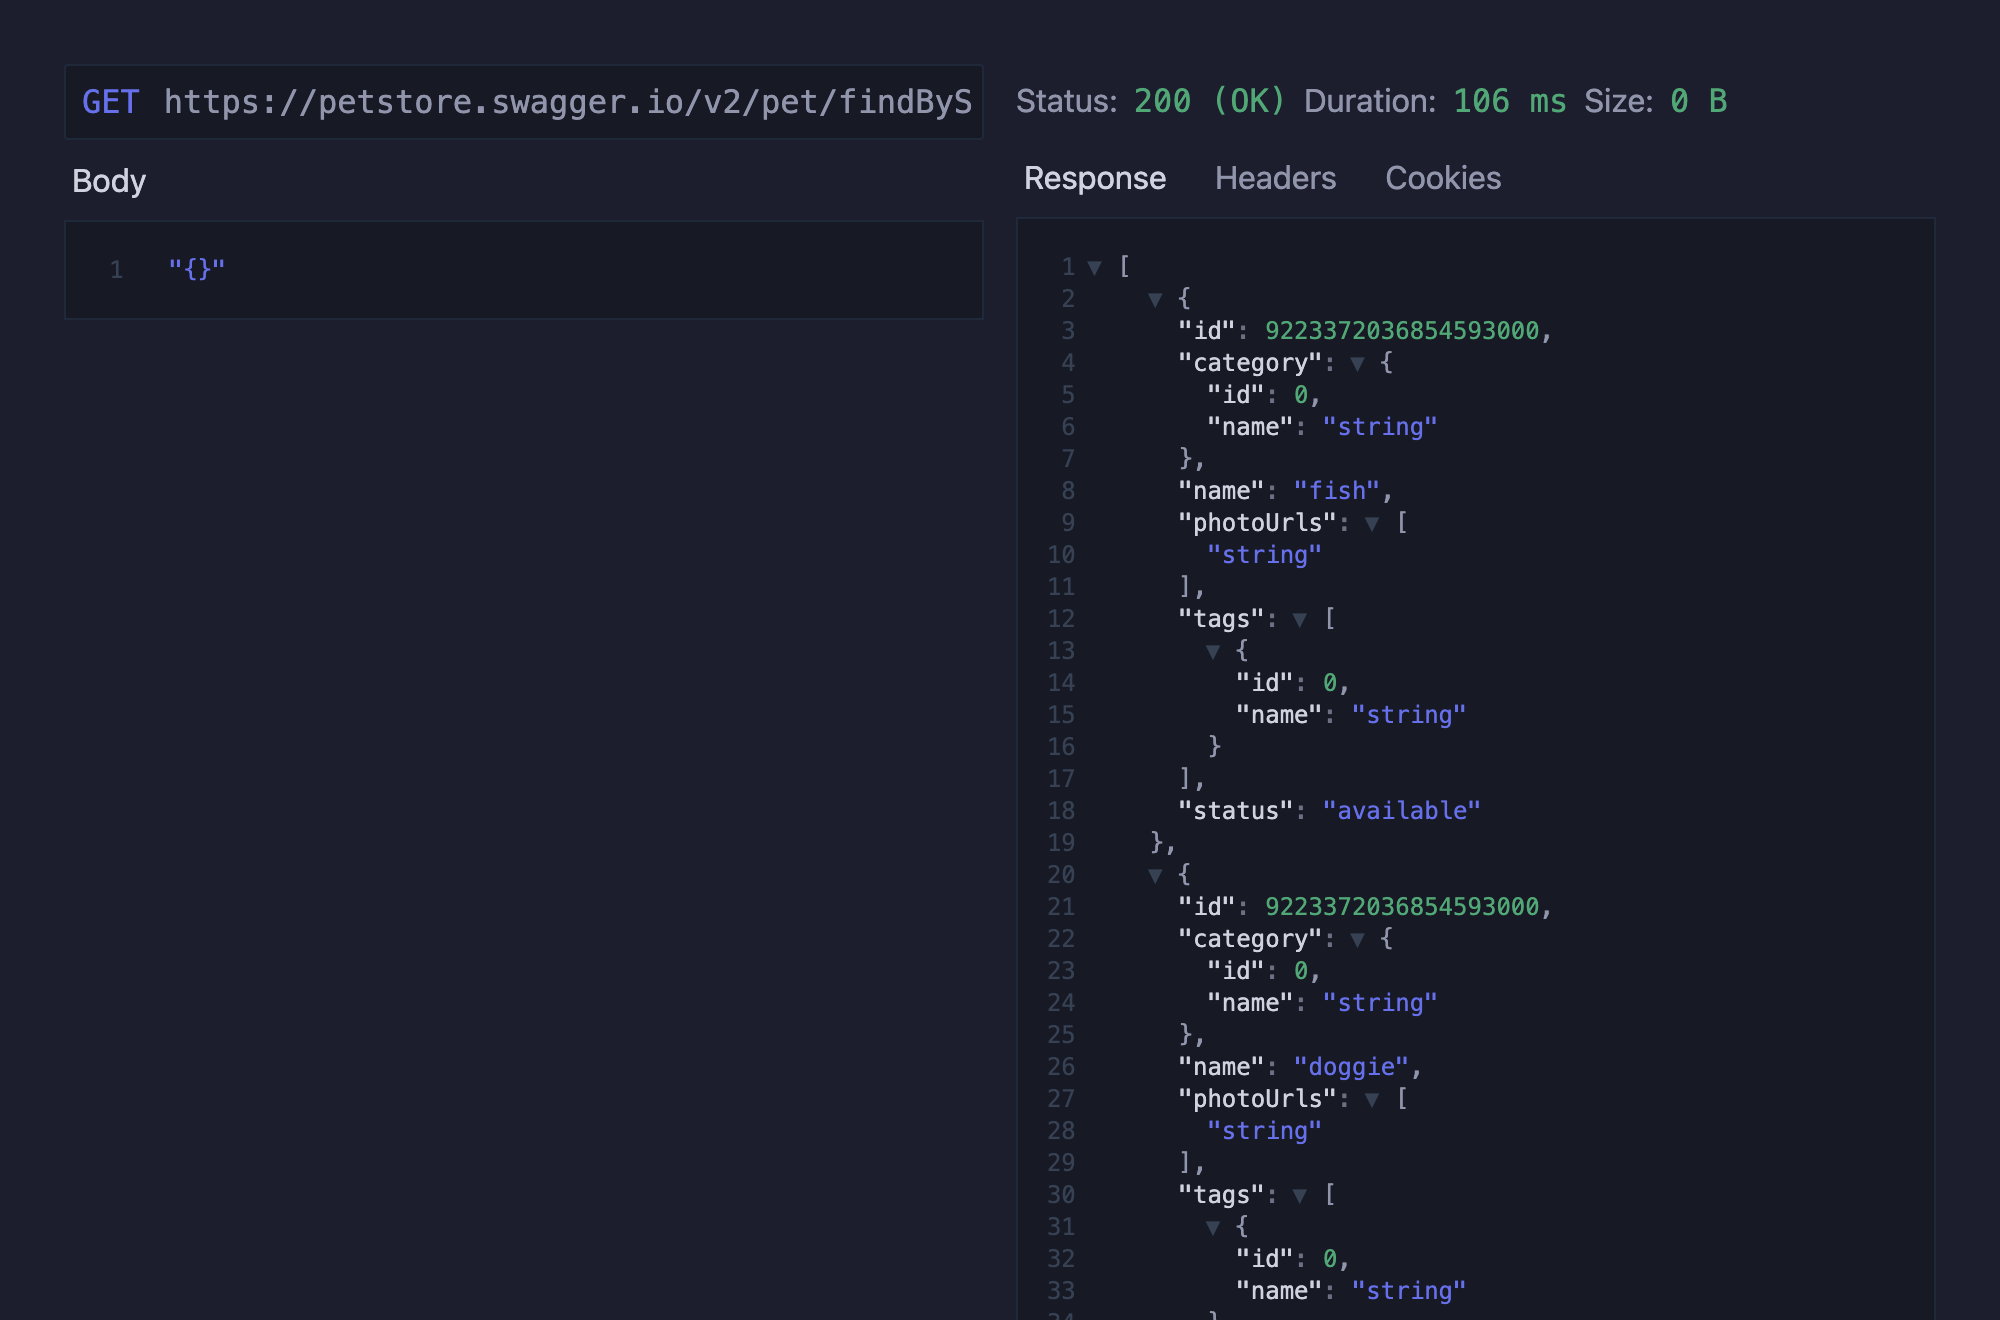 GET https://petstore.swagger.io/v2/pet/findByS
Status: 200 (OK) Duration: 106 ms Size: 0 B
Body
1 "{}"
Response Headers Cookies
1 ▼ [
2 ▼ {
3 "id": 9223372036854593000,
4 "category": ▼ {
5 "id": 0,
6 "name": "string"
7 },
8 "name": "fish",
9 "photoUrls": ▼ [
10 "string"
11 ],
12 "tags": ▼ [
13 ▼ {
14 "id": 0,
15 "name": "string"
16 }
17 ],
18 "status": "available"
19 },
20 ▼ {
21 "id": 9223372036854593000,
22 "category": ▼ {
23 "id": 0,
24 "name": "string"
25 },
26 "name": "doggie",
27 "photoUrls": ▼ [
28 "string"
29 ],
30 "tags": ▼ [
31 ▼ {
32 "id": 0,
33 "name": "string"
34 }